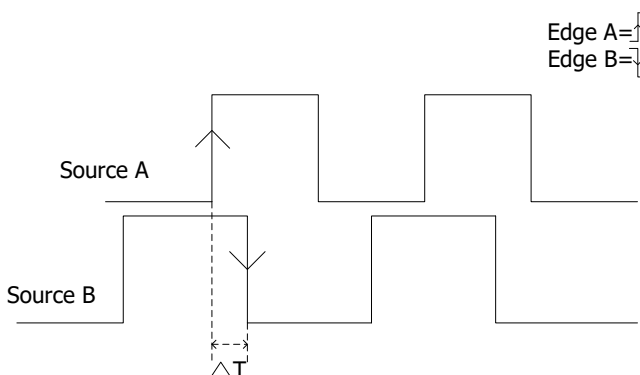 Edge A=
Edge B=
Source A
Source B
△T